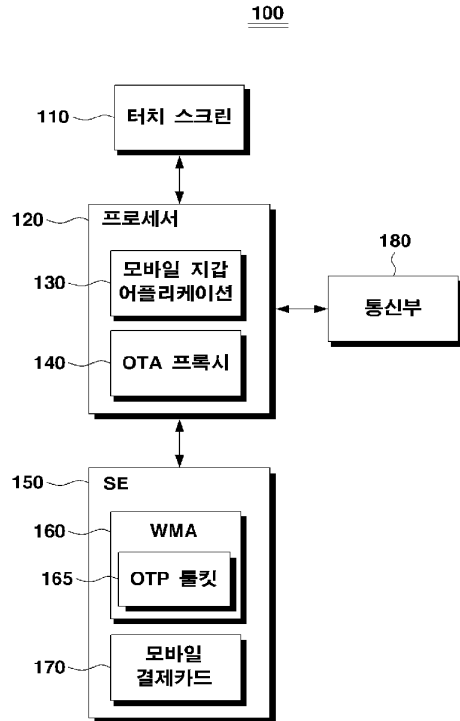 100
110
터치 스크린
120
프로세서
130
모바일 지갑
어플리케이션
140
OTA 프록시
180
통신부
150
SE
160
WMA
165
OTP 툴킷
170
모바일
결제카드